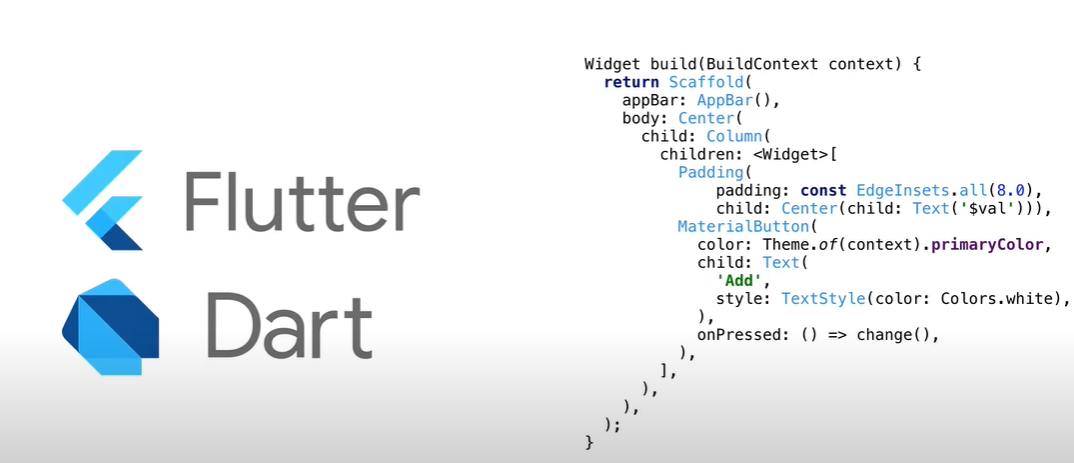 Flutter
Dart
Widget build(BuildContext context) {
  return Scaffold(
    appBar: AppBar(),
    body: Center(
      child: Column(
        children: <Widget>[
          Padding(
              padding: const EdgeInsets.all(8.0),
              child: Center(child: Text('$val'))),
          MaterialButton(
            color: Theme.of(context).primaryColor,
            child: Text(
              'Add',
              style: TextStyle(color: Colors.white),
            ),
            onPressed: () => change(),
          ),
        ],
      ),
    ),
  );
}